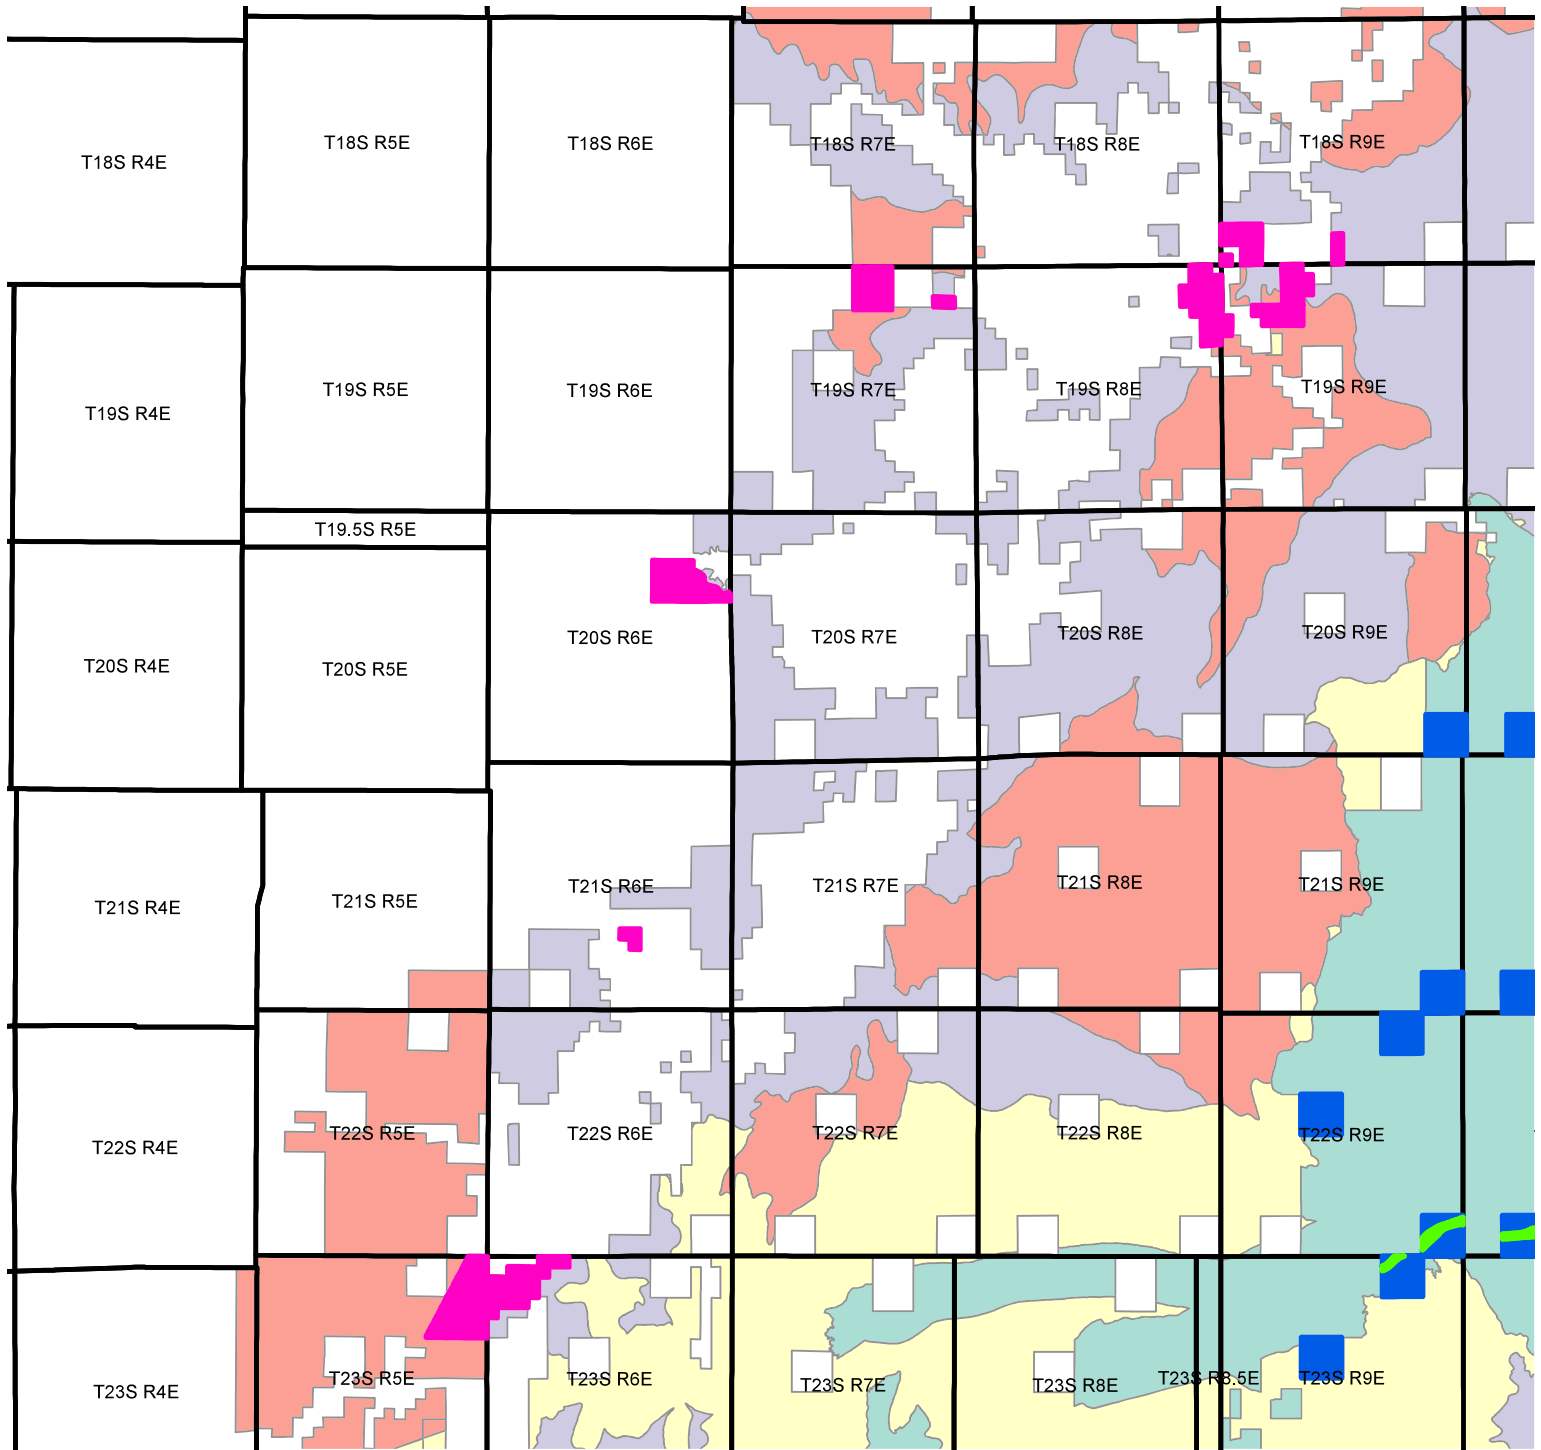 T18S R4E
T18S R5E
T18S R6E
T18S R7E
T18S R8E
T18S R9E
T19S R4E
T19S R5E
T19S R6E
T19S R7E
T19S R8E
T19S R9E
T19.5S R5E
T20S R4E
T20S R5E
T20S R6E
T20S R7E
T20S R8E
T20S R9E
T21S R4E
T21S R5E
T21S R6E
T21S R7E
T21S R8E
T21S R9E
T22S R4E
T22S R5E
T22S R6E
T22S R7E
T22S R8E
T22S R9E
T23S R4E
T23S R5E
T23S R6E
T23S R7E
T23S R8E
T23S R8.5E
T23S R9E